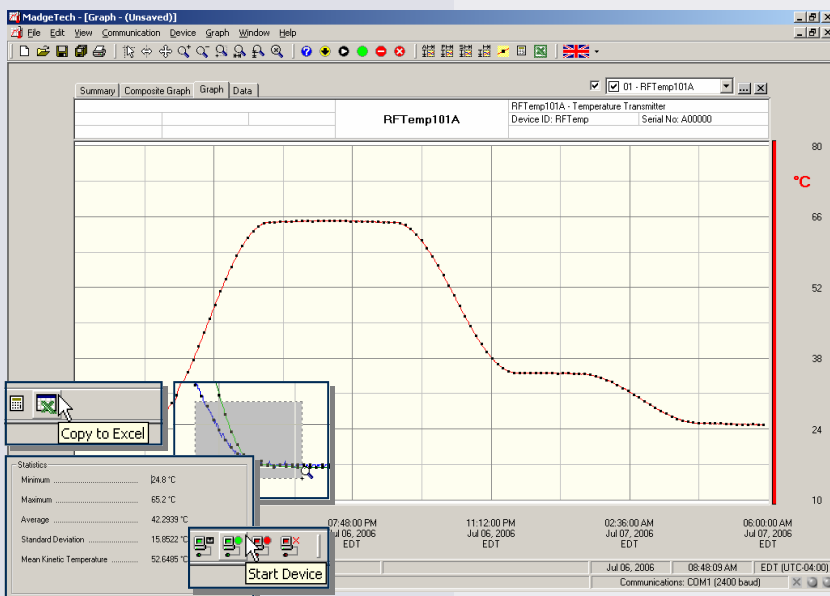 MadgeTech - [Graph - (Unsaved)]
File Edit View Communication Device Graph Window Help
Summary Composite Graph Graph Data
01 - RFTemp101A
RFTemp101A
RFTemp101A - Temperature Transmitter
Device ID: RFTemp Serial No: A00000
80
°C
66
52
38
24
10
Copy to Excel
Statistics
Minimum 24.8 °C
Maximum 65.2 °C
Average 42.2939 °C
Standard Deviation 15.8522 °C
Mean Kinetic Temperature 52.6485 °C
Start Device
07:48:00 PM 11:12:00 PM 02:36:00 AM 06:00:00 AM
Jul 06, 2006 Jul 06, 2006 Jul 07, 2006 Jul 07, 2006
EDT EDT EDT EDT
Jul 06, 2006 08:48:09 AM EDT (UTC-04:00)
Communications: COM1 (2400 baud)